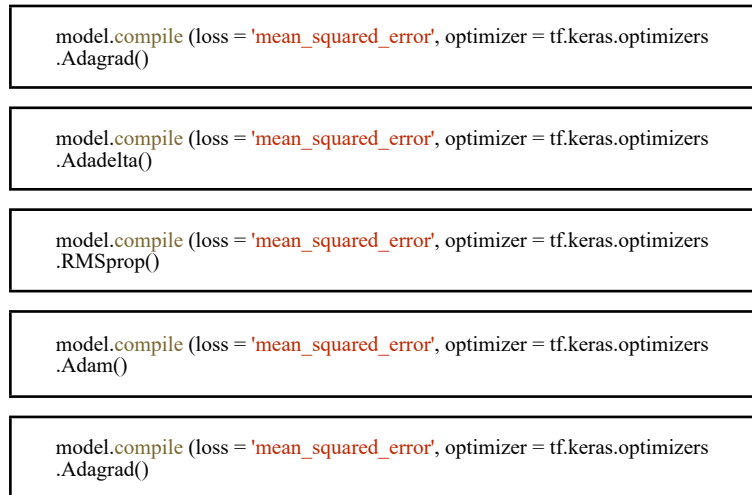 model.compile (loss = 'mean_squared_error', optimizer = tf.keras.optimizers
.Adagrad()
model.compile (loss = 'mean_squared_error', optimizer = tf.keras.optimizers
.Adadelta()
model.compile (loss = 'mean_squared_error', optimizer = tf.keras.optimizers
.RMSprop()
model.compile (loss = 'mean_squared_error', optimizer = tf.keras.optimizers
.Adam()
model.compile (loss = 'mean_squared_error', optimizer = tf.keras.optimizers
.Adagrad()